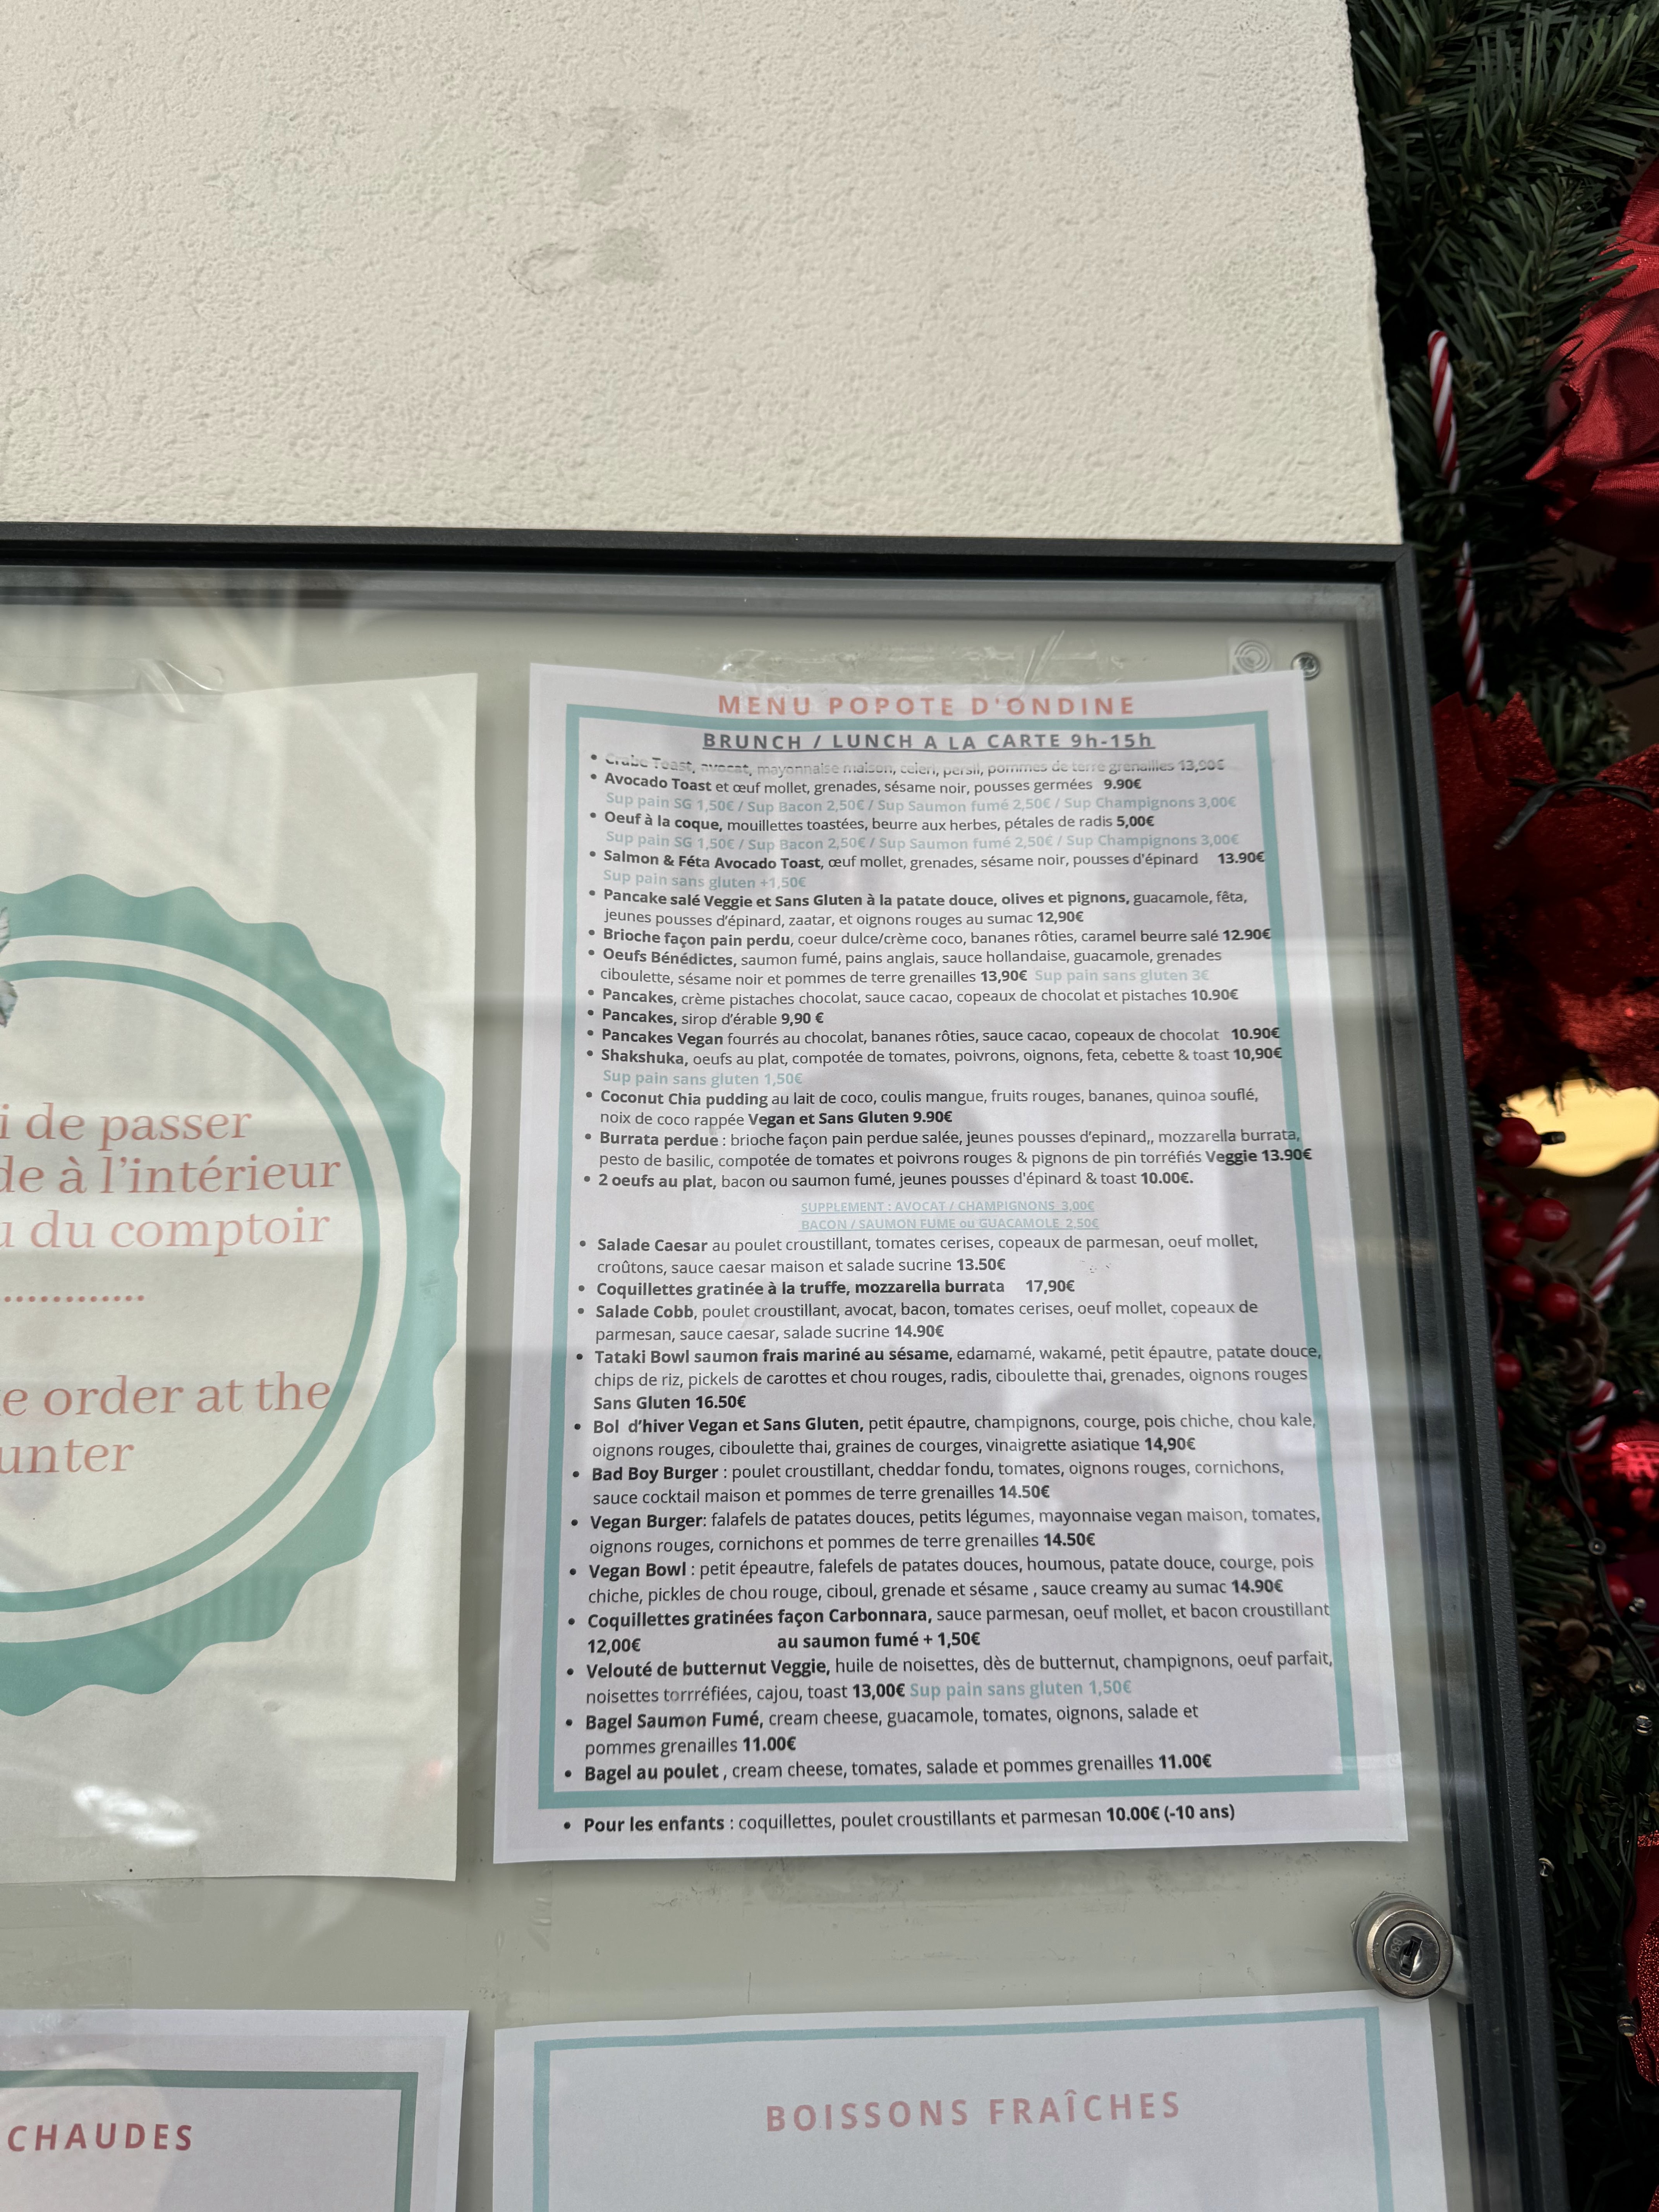 i de passer
de à l'intérieur
u du comptoir
e order at the
unter
MENU POPOTE D'ONDINE
BRUNCH / LUNCH A LA CARTE 9h-15h
• Crabe Toast, avocat, mayonnaise maison, celeri, persil, pommes de terre grenailles 13,90€
• Avocado Toast et œuf mollet, grenades, sésame noir, pousses germées 9.90€
Sup pain SG 1,50€ / Sup Bacon 2,50€ / Sup Saumon fumé 2,50€ / Sup Champignons 3,00€
• Oeuf à la coque, mouillettes toastées, beurre aux herbes, pétales de radis 5,00€
Sup pain SG 1,50€ / Sup Bacon 2,50€ / Sup Saumon fumé 2,50€ / Sup Champignons 3,00€
• Salmon & Féta Avocado Toast, œuf mollet, grenades, sésame noir, pousses d'épinard 13.90€
Sup pain sans gluten +1,50€
• Pancake salé Veggie et Sans Gluten à la patate douce, olives et pignons, guacamole, fêta,
jeunes pousses d'épinard, zaatar, et oignons rouges au sumac 12,90€
• Brioche façon pain perdu, coeur dulce/crème coco, bananes rôties, caramel beurre salé 12.90€
• Oeufs Bénédictes, saumon fumé, pains anglais, sauce hollandaise, guacamole, grenades
ciboulette, sésame noir et pommes de terre grenailles 13,90€ Sup pain sans gluten 3€
• Pancakes, crème pistaches chocolat, sauce cacao, copeaux de chocolat et pistaches 10.90€
• Pancakes, sirop d'érable 9,90 €
• Pancakes Vegan fourrés au chocolat, bananes rôties, sauce cacao, copeaux de chocolat 10.90€
• Shakshuka, oeufs au plat, compotée de tomates, poivrons, oignons, feta, cebette & toast 10,90€
Sup pain sans gluten 1,50€
• Coconut Chia pudding au lait de coco, coulis mangue, fruits rouges, bananes, quinoa souflé,
noix de coco rappée Vegan et Sans Gluten 9.90€
• Burrata perdue : brioche façon pain perdue salée, jeunes pousses d'epinard,, mozzarella burrata,
pesto de basilic, compotée de tomates et poivrons rouges & pignons de pin torréfiés Veggie 13.90€
• 2 oeufs au plat, bacon ou saumon fumé, jeunes pousses d'épinard & toast 10.00€.
SUPPLEMENT : AVOCAT / CHAMPIGNONS 3,00€
BACON / SAUMON FUME ou GUACAMOLE 2,50€
• Salade Caesar au poulet croustillant, tomates cerises, copeaux de parmesan, oeuf mollet,
croûtons, sauce caesar maison et salade sucrine 13.50€
• Coquillettes gratinée à la truffe, mozzarella burrata 17,90€
• Salade Cobb, poulet croustillant, avocat, bacon, tomates cerises, oeuf mollet, copeaux de
parmesan, sauce caesar, salade sucrine 14.90€
• Tataki Bowl saumon frais mariné au sésame, edamamé, wakamé, petit épautre, patate douce,
chips de riz, pickels de carottes et chou rouges, radis, ciboulette thai, grenades, oignons rouges
Sans Gluten 16.50€
• Bol d'hiver Vegan et Sans Gluten, petit épautre, champignons, courge, pois chiche, chou kale,
oignons rouges, ciboulette thai, graines de courges, vinaigrette asiatique 14,90€
• Bad Boy Burger : poulet croustillant, cheddar fondu, tomates, oignons rouges, cornichons,
sauce cocktail maison et pommes de terre grenailles 14.50€
• Vegan Burger: falafels de patates douces, petits légumes, mayonnaise vegan maison, tomates,
oignons rouges, cornichons et pommes de terre grenailles 14.50€
• Vegan Bowl : petit épeautre, falefels de patates douces, houmous, patate douce, courge, pois
chiche, pickles de chou rouge, ciboul, grenade et sésame , sauce creamy au sumac 14.90€
• Coquillettes gratinées façon Carbonnara, sauce parmesan, oeuf mollet, et bacon croustillant
12,00€ au saumon fumé + 1,50€
• Velouté de butternut Veggie, huile de noisettes, dès de butternut, champignons, oeuf parfait,
noisettes torrréfiées, cajou, toast 13,00€ Sup pain sans gluten 1,50€
• Bagel Saumon Fumé, cream cheese, guacamole, tomates, oignons, salade et
pommes grenailles 11.00€
• Bagel au poulet , cream cheese, tomates, salade et pommes grenailles 11.00€
• Pour les enfants : coquillettes, poulet croustillants et parmesan 10.00€ (-10 ans)
CHAUDES
BOISSONS FRAÎCHES